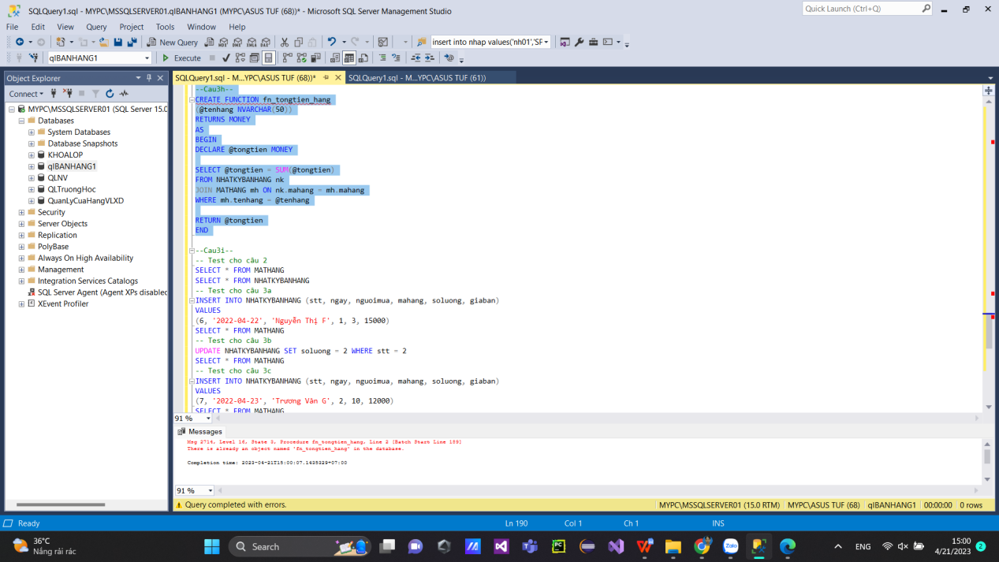 SQLQuery1.sql - MYPC\MSSQLSERVER01.qlBANHANG1 (MYPC\ASUS TUF (68))* - Microsoft SQL Server Management Studio
Quick Launch (Ctrl+Q)
File Edit View Query Project Tools Window Help
New Query
insert into nhap values('nh01','SF
qlBANHANG1
Execute
Object Explorer
Connect
MYPC\MSSQLSERVER01 (SQL Server 15.0
Databases
System Databases
Database Snapshots
KHOALOP
qlBANHANG1
QLNV
QLTruongHoc
QuanLyCuaHangVLXD
Security
Server Objects
Replication
PolyBase
Always On High Availability
Management
Integration Services Catalogs
SQL Server Agent (Agent XPs disabled
XEvent Profiler
SQLQuery1.sql - M...YPC\ASUS TUF (68))*
SQLQuery1.sql - M...YPC\ASUS TUF (61))
--Cau3h--
CREATE FUNCTION fn_tongtien_hang
(@tenhang NVARCHAR(50))
RETURNS MONEY
AS
BEGIN
DECLARE @tongtien MONEY
SELECT @tongtien = SUM(@tongtien)
FROM NHATKYBANHANG nk
JOIN MATHANG mh ON nk.mahang = mh.mahang
WHERE mh.tenhang = @tenhang
RETURN @tongtien
END
--Cau3i--
-- Test cho câu 2
SELECT * FROM MATHANG
SELECT * FROM NHATKYBANHANG
-- Test cho câu 3a
INSERT INTO NHATKYBANHANG (stt, ngay, nguoimua, mahang, soluong, giaban)
VALUES
(6, '2022-04-22', 'Nguyễn Thị F', 1, 3, 15000)
SELECT * FROM MATHANG
-- Test cho câu 3b
UPDATE NHATKYBANHANG SET soluong = 2 WHERE stt = 2
SELECT * FROM MATHANG
-- Test cho câu 3c
INSERT INTO NHATKYBANHANG (stt, ngay, nguoimua, mahang, soluong, giaban)
VALUES
(7, '2022-04-23', 'Trương Văn G', 2, 10, 12000)
SELECT * FROM MATHANG
91 %
Messages
Msg 2714, Level 16, State 3, Procedure fn_tongtien_hang, Line 2 [Batch Start Line 188]
There is already an object named 'fn_tongtien_hang' in the database.
Completion time: 2023-04-21T15:00:07.1435329+07:00
91 %
Query completed with errors.
MYPC\MSSQLSERVER01 (15.0 RTM) MYPC\ASUS TUF (68) qlBANHANG1 00:00:00 0 rows
Ready
Ln 190 Col 1 Ch 1 INS
36°C
Nắng rải rác
Search
ENG
15:00
4/21/2023
2